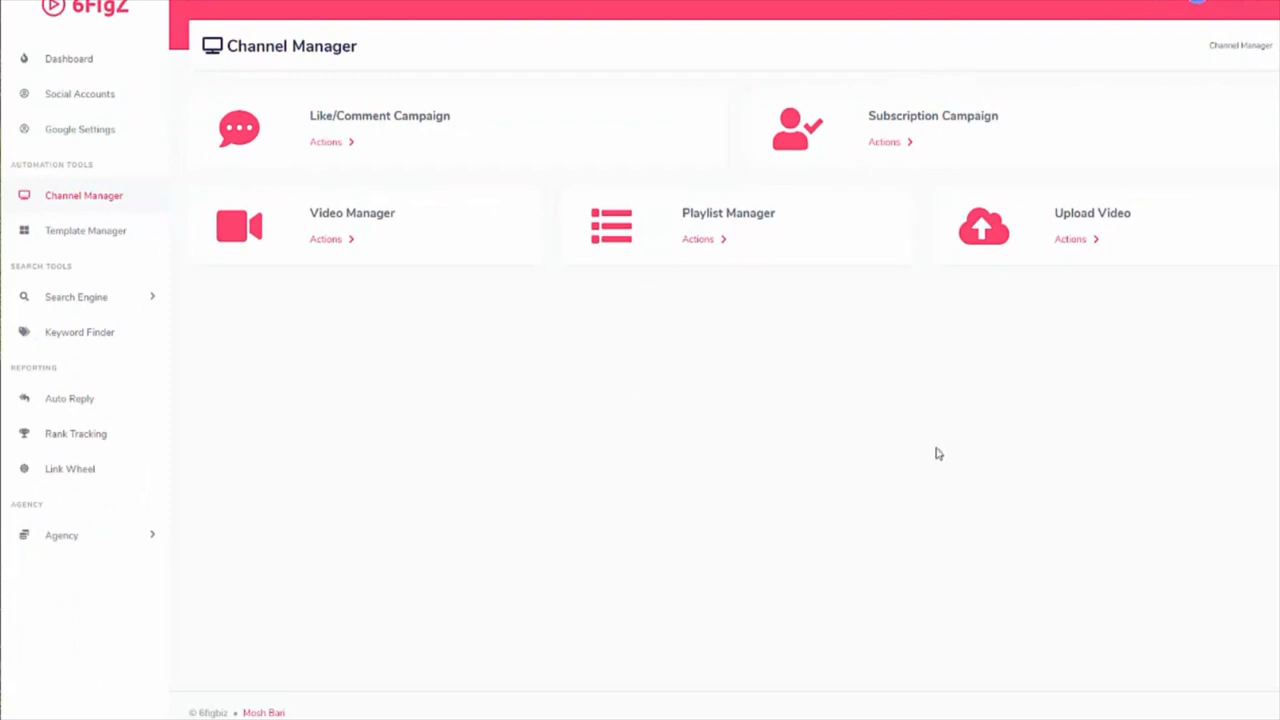 6FigZ
Dashboard
Social Accounts
Google Settings
AUTOMATION TOOLS
Channel Manager
Template Manager
SEARCH TOOLS
Search Engine
Keyword Finder
REPORTING
Auto Reply
Rank Tracking
Link Wheel
AGENCY
Agency
Channel Manager
Channel Manager
Like/Comment Campaign
Actions
Subscription Campaign
Actions
Video Manager
Actions
Playlist Manager
Actions
Upload Video
Actions
© 6figbiz • Mosh Bari